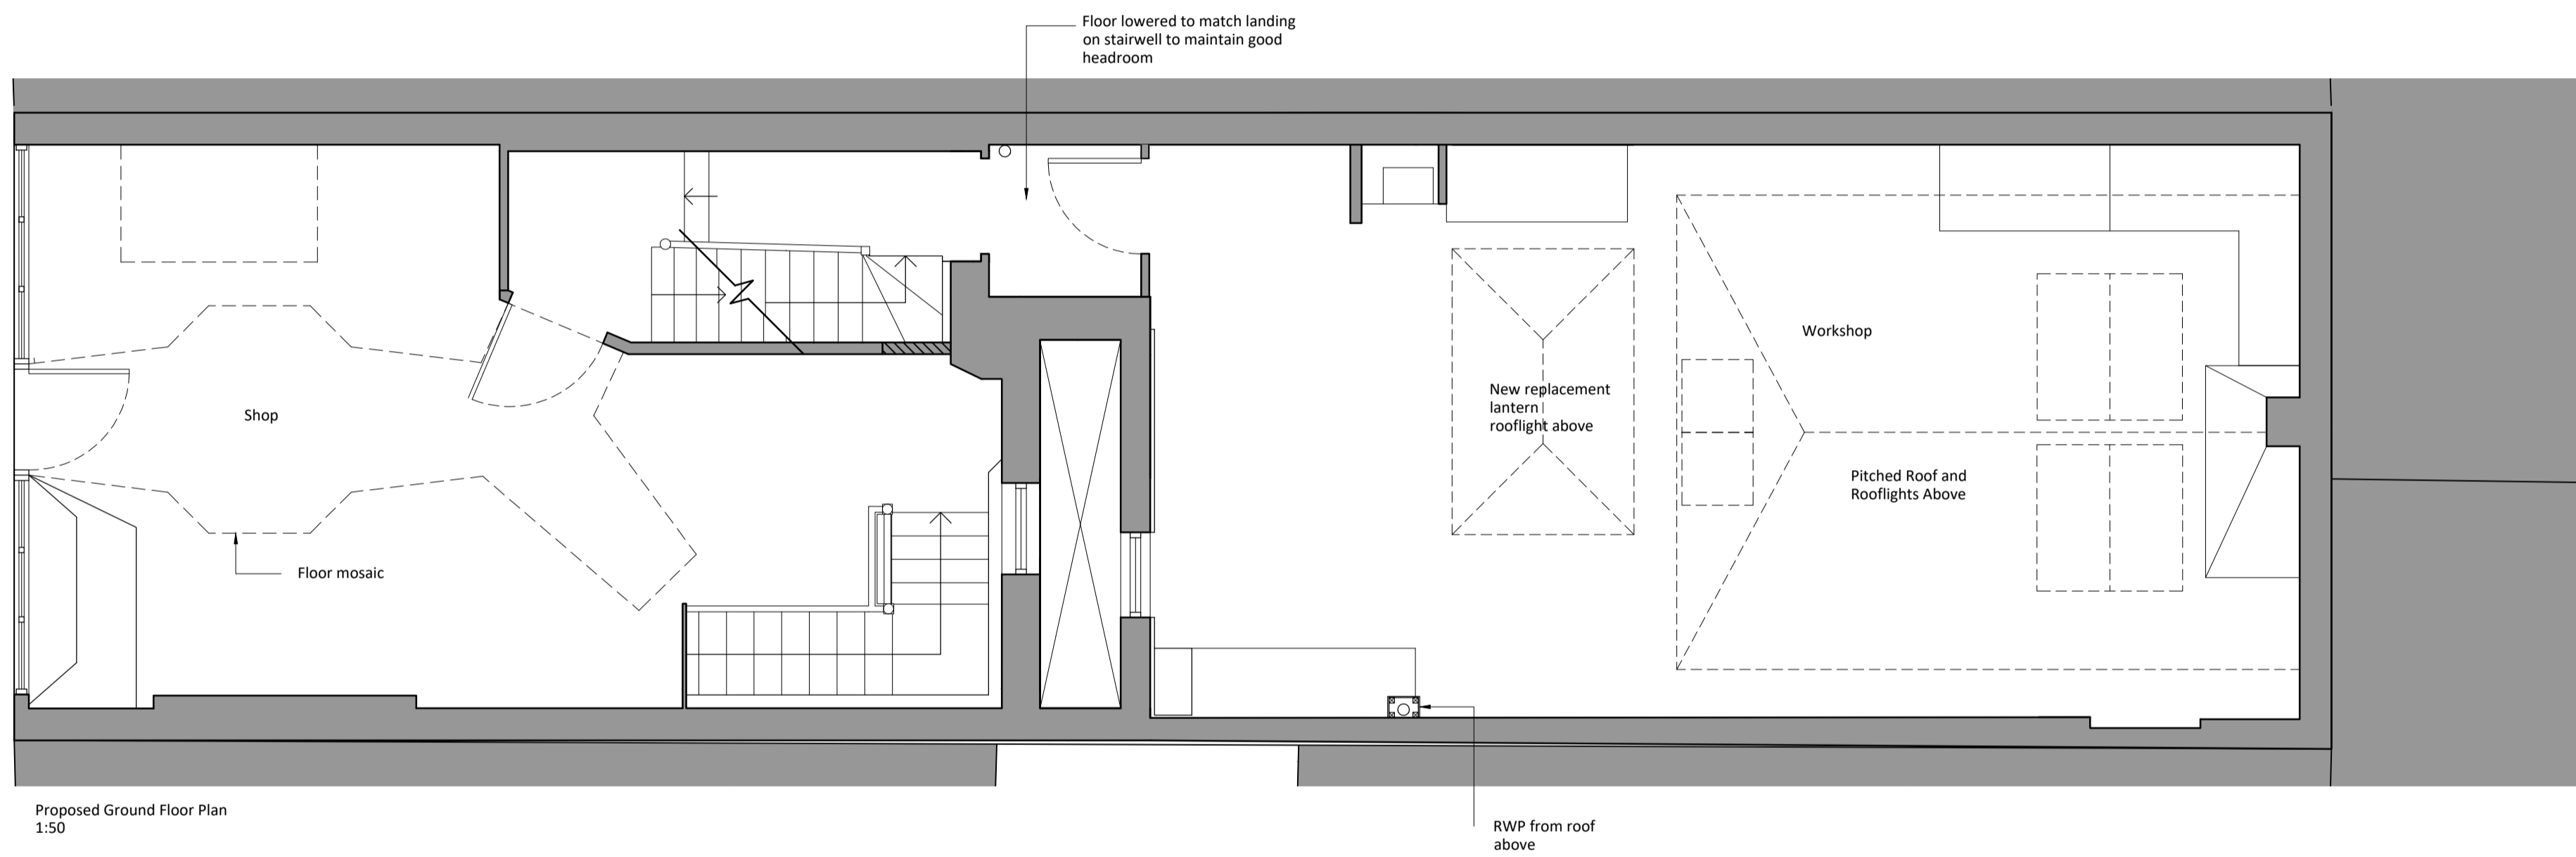 Floor lowered to match landing
on stairwell to maintain good
headroom
Workshop
New replacement
lantern
rooflight above
Shop
Pitched Roof and
Rooflights Above
Floor mosaic
Proposed Ground Floor Plan
1:50
RWP from roof
above